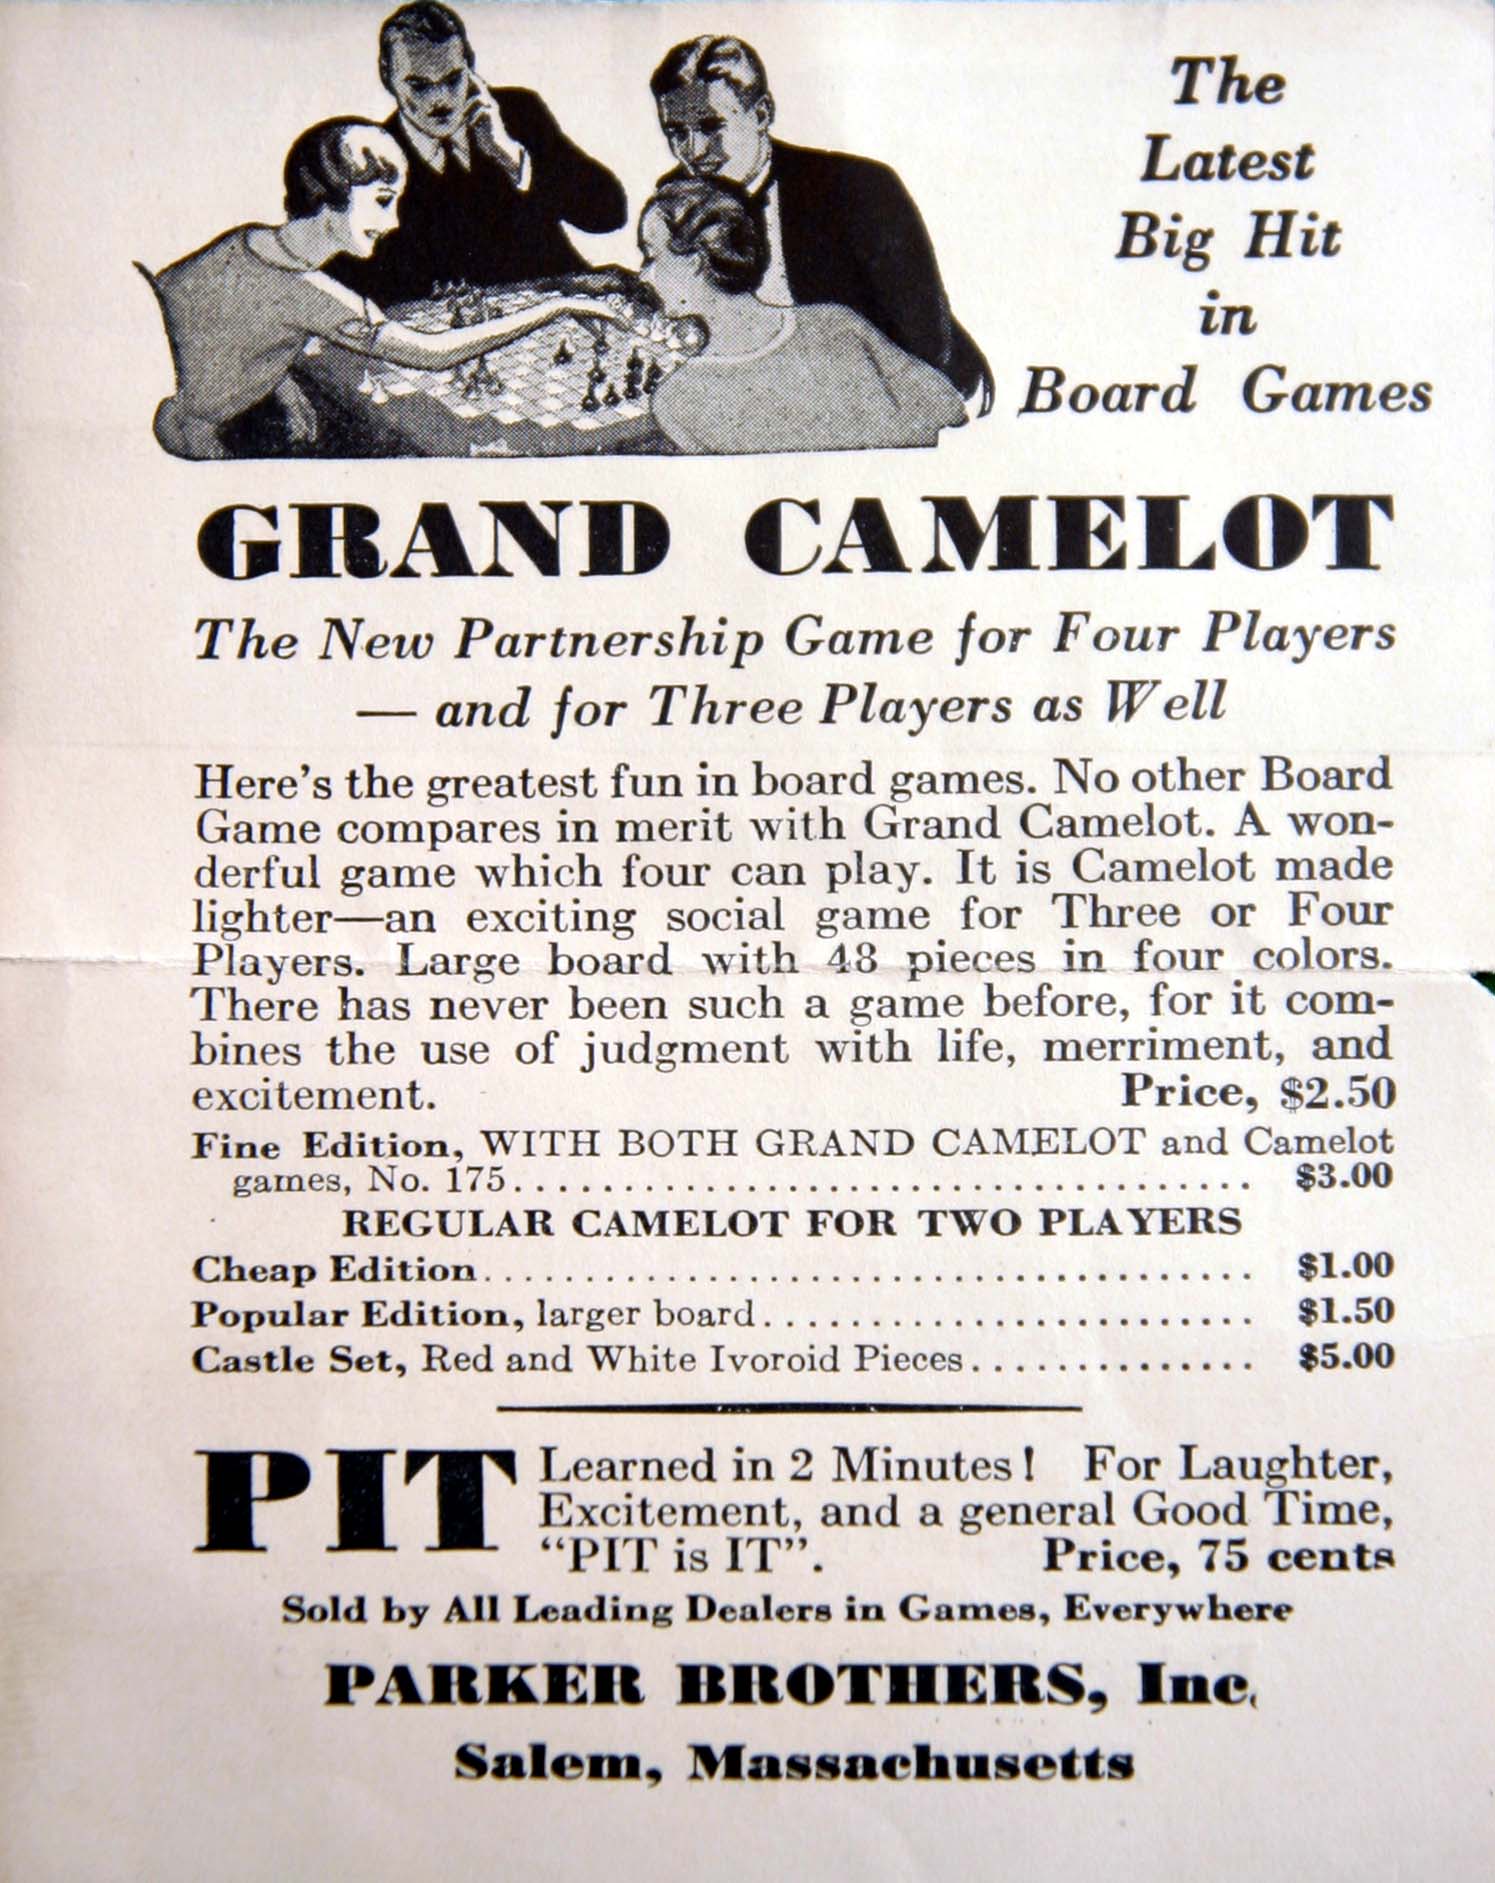 The
Latest
Big Hit
in
Board Games
GRAND CAMELOT
The New Partnership Game for Four Players
— and for Three Players as Well
Here's the greatest fun in board games. No other Board
Game compares in merit with Grand Camelot. A won-
derful game which four can play. It is Camelot made
lighter—an exciting social game for Three or Four
Players. Large board with 48 pieces in four colors.
There has never been such a game before, for it com-
bines the use of judgment with life, merriment, and
excitement. Price, $2.50
Fine Edition, WITH BOTH GRAND CAMELOT and Camelot
games, No. 175..................................... $3.00
REGULAR CAMELOT FOR TWO PLAYERS
Cheap Edition....................................... $1.00
Popular Edition, larger board......................... $1.50
Castle Set, Red and White Ivoroid Pieces.............. $5.00
PIT Learned in 2 Minutes! For Laughter,
Excitement, and a general Good Time,
"PIT is IT". Price, 75 cents
Sold by All Leading Dealers in Games, Everywhere
PARKER BROTHERS, Inc.
Salem, Massachusetts